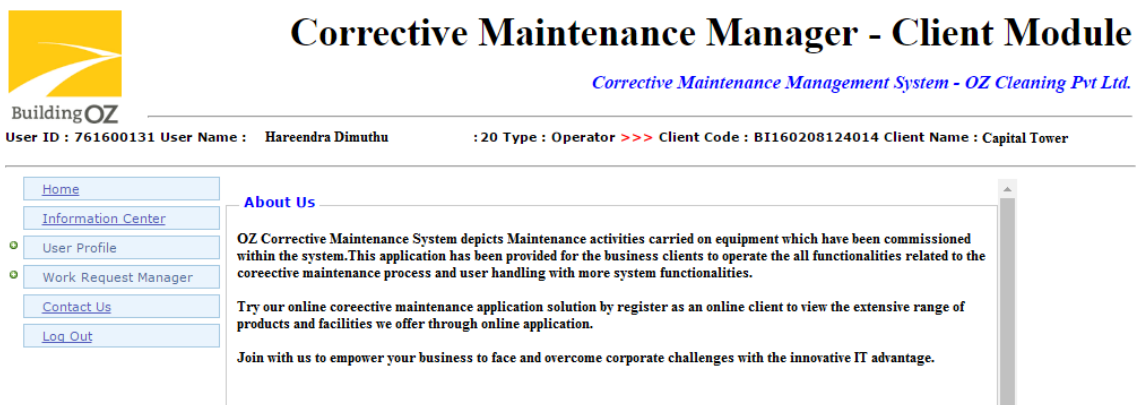 Corrective Maintenance Manager - Client Module
Corrective Maintenance Management System - OZ Cleaning Pvt Ltd.
Building OZ
User ID : 761600131 User Name : Hareendra Dimuthu :20 Type : Operator >>> Client Code : BI160208124014 Client Name : Capital Tower
Home
Information Center
User Profile
Work Request Manager
Contact Us
Log Out
About Us
OZ Corrective Maintenance System depicts Maintenance activities carried on equipment which have been commissioned
within the system.This application has been provided for the business clients to operate the all functionalities related to the
coreective maintenance process and user handling with more system functionalities.
Try our online coreective maintenance application solution by register as an online client to view the extensive range of
products and facilities we offer through online application.
Join with us to empower your business to face and overcome corporate challenges with the innovative IT advantage.